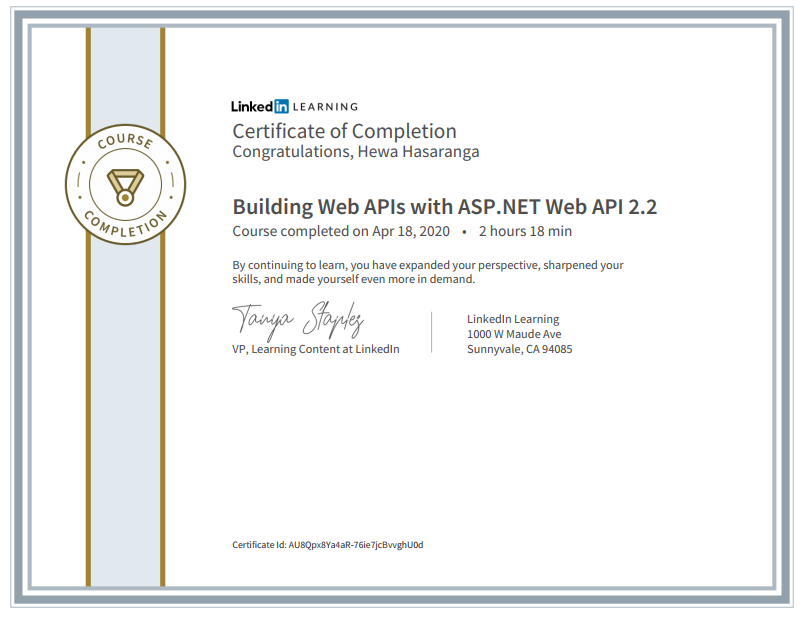 LinkedIn LEARNING
Certificate of Completion
Congratulations, Hewa Hasaranga
COURSE
COMPLETION
Building Web APIs with ASP.NET Web API 2.2
Course completed on Apr 18, 2020 • 2 hours 18 min
By continuing to learn, you have expanded your perspective, sharpened your
skills, and made yourself even more in demand.
Tanya Staples
VP, Learning Content at LinkedIn
LinkedIn Learning
1000 W Maude Ave
Sunnyvale, CA 94085
Certificate Id: AU8Qpx8Ya4aR-76ie7jcBvvghU0d